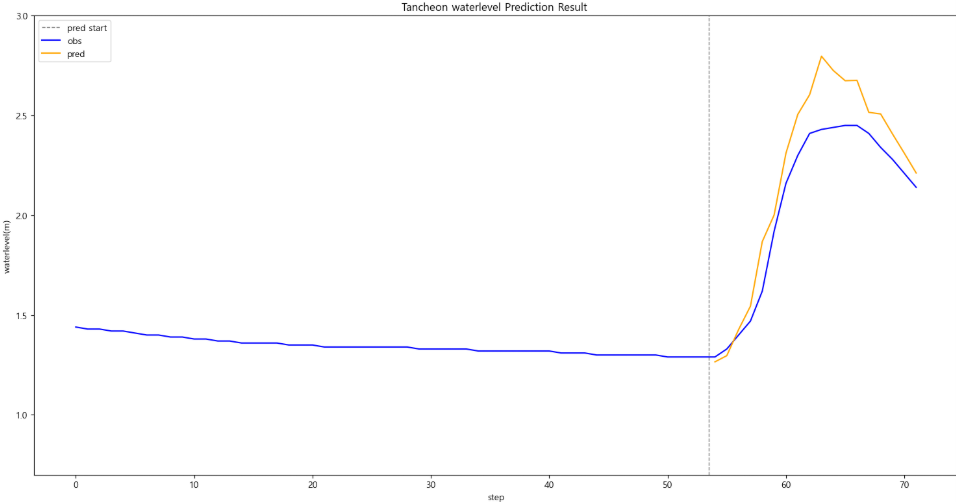 Tancheon waterlevel Prediction Result
pred start
obs
pred
3.0
2.5
2.0
1.5
1.0
waterlevel(m)
0 10 20 30 40 50 60 70
step